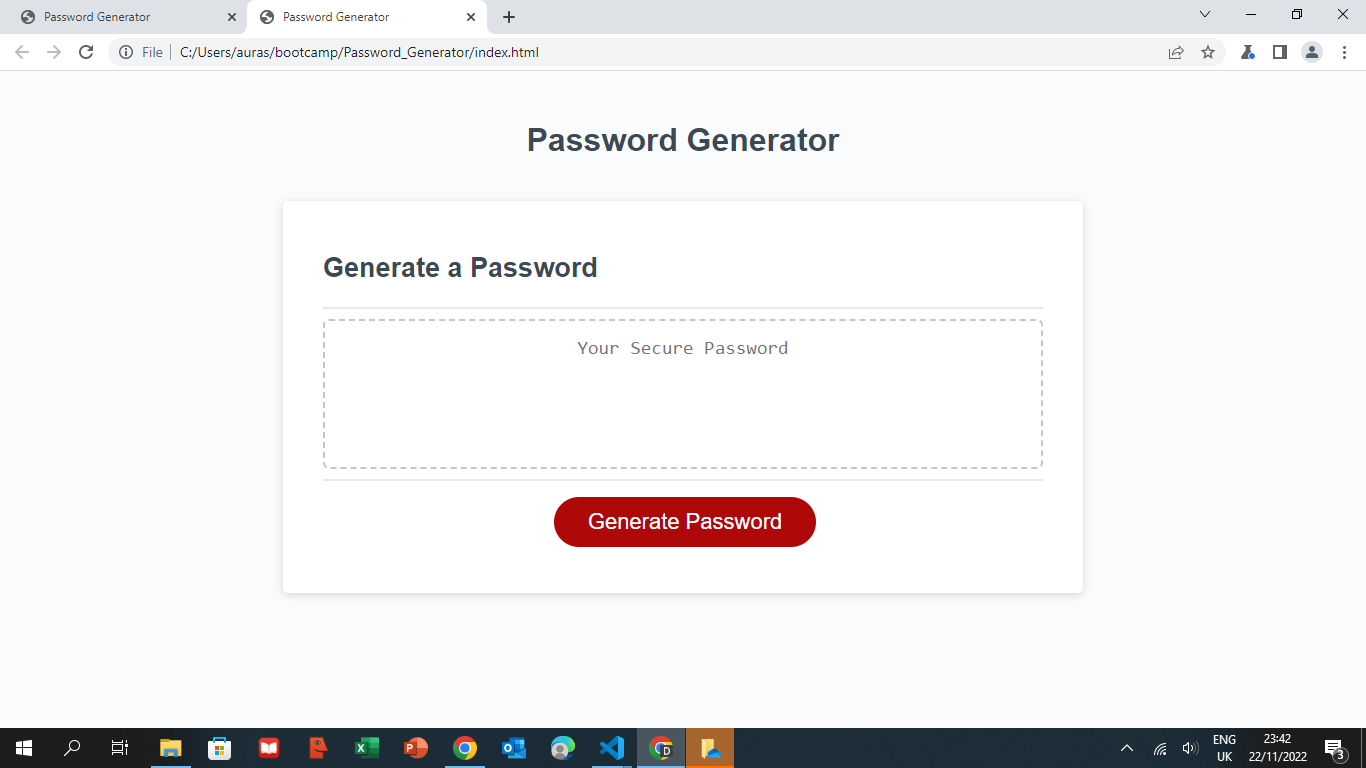 Password Generator
Password Generator
File
C:/Users/auras/bootcamp/Password_Generator/index.html
Password Generator
Generate a Password
Your Secure Password
Generate Password
D
ENG
UK
23:42
22/11/2022
3